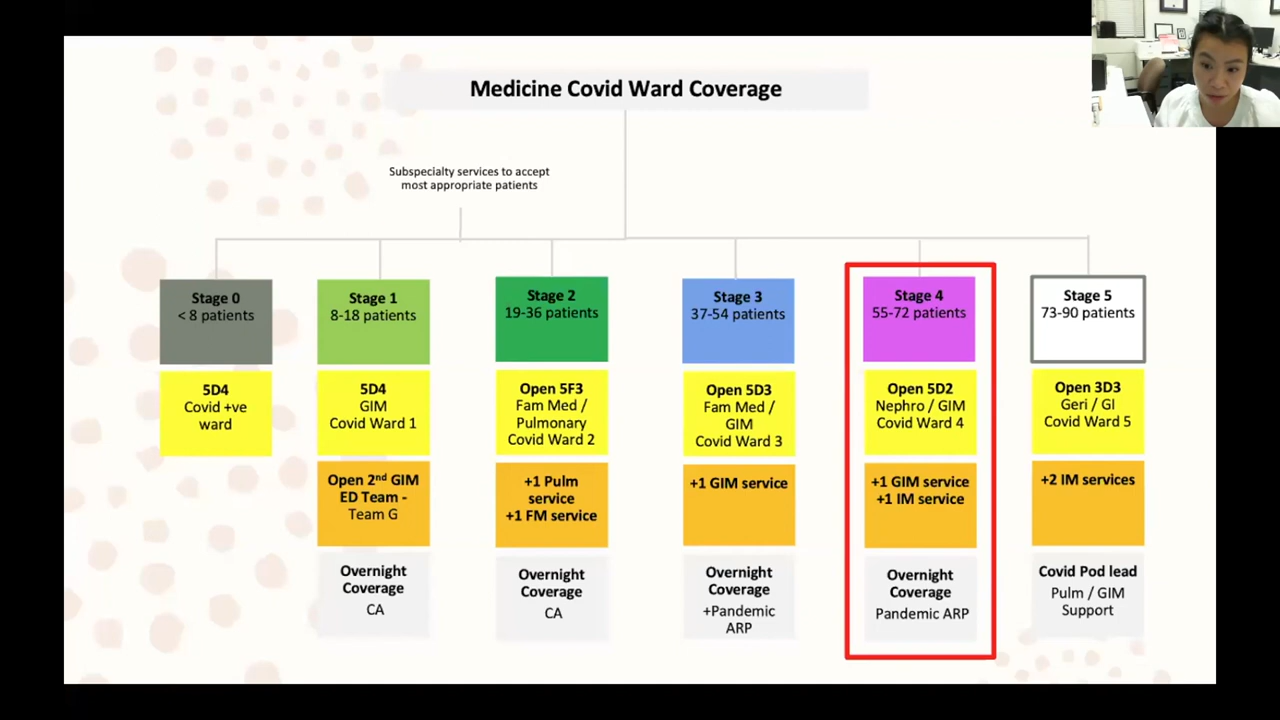 Medicine Covid Ward Coverage
Subspecialty services to accept
most appropriate patients
Stage 0
< 8 patients
5D4
Covid +ve
ward
Stage 1
8-18 patients
5D4
GIM
Covid Ward 1
Open 2nd GIM
ED Team -
Team G
Overnight
Coverage
CA
Stage 2
19-36 patients
Open 5F3
Fam Med /
Pulmonary
Covid Ward 2
+1 Pulm
service
+1 FM service
Overnight
Coverage
CA
Stage 3
37-54 patients
Open 5D3
Fam Med /
GIM
Covid Ward 3
+1 GIM service
Overnight
Coverage
+Pandemic
ARP
Stage 4
55-72 patients
Open 5D2
Nephro / GIM
Covid Ward 4
+1 GIM service
+1 IM service
Overnight
Coverage
Pandemic ARP
Stage 5
73-90 patients
Open 3D3
Geri / GI
Covid Ward 5
+2 IM services
Covid Pod lead
Pulm / GIM
Support